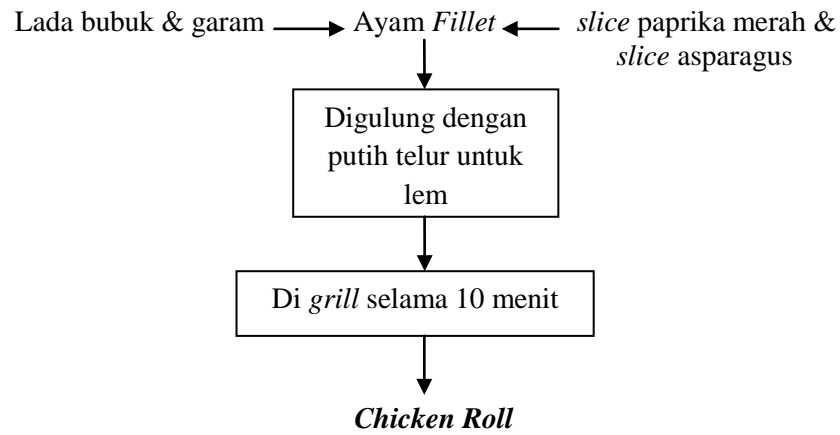 Lada bubuk & garam
Ayam Fillet
slice paprika merah &
slice asparagus
Digulung dengan
putih telur untuk
lem
Di grill selama 10 menit
Chicken Roll